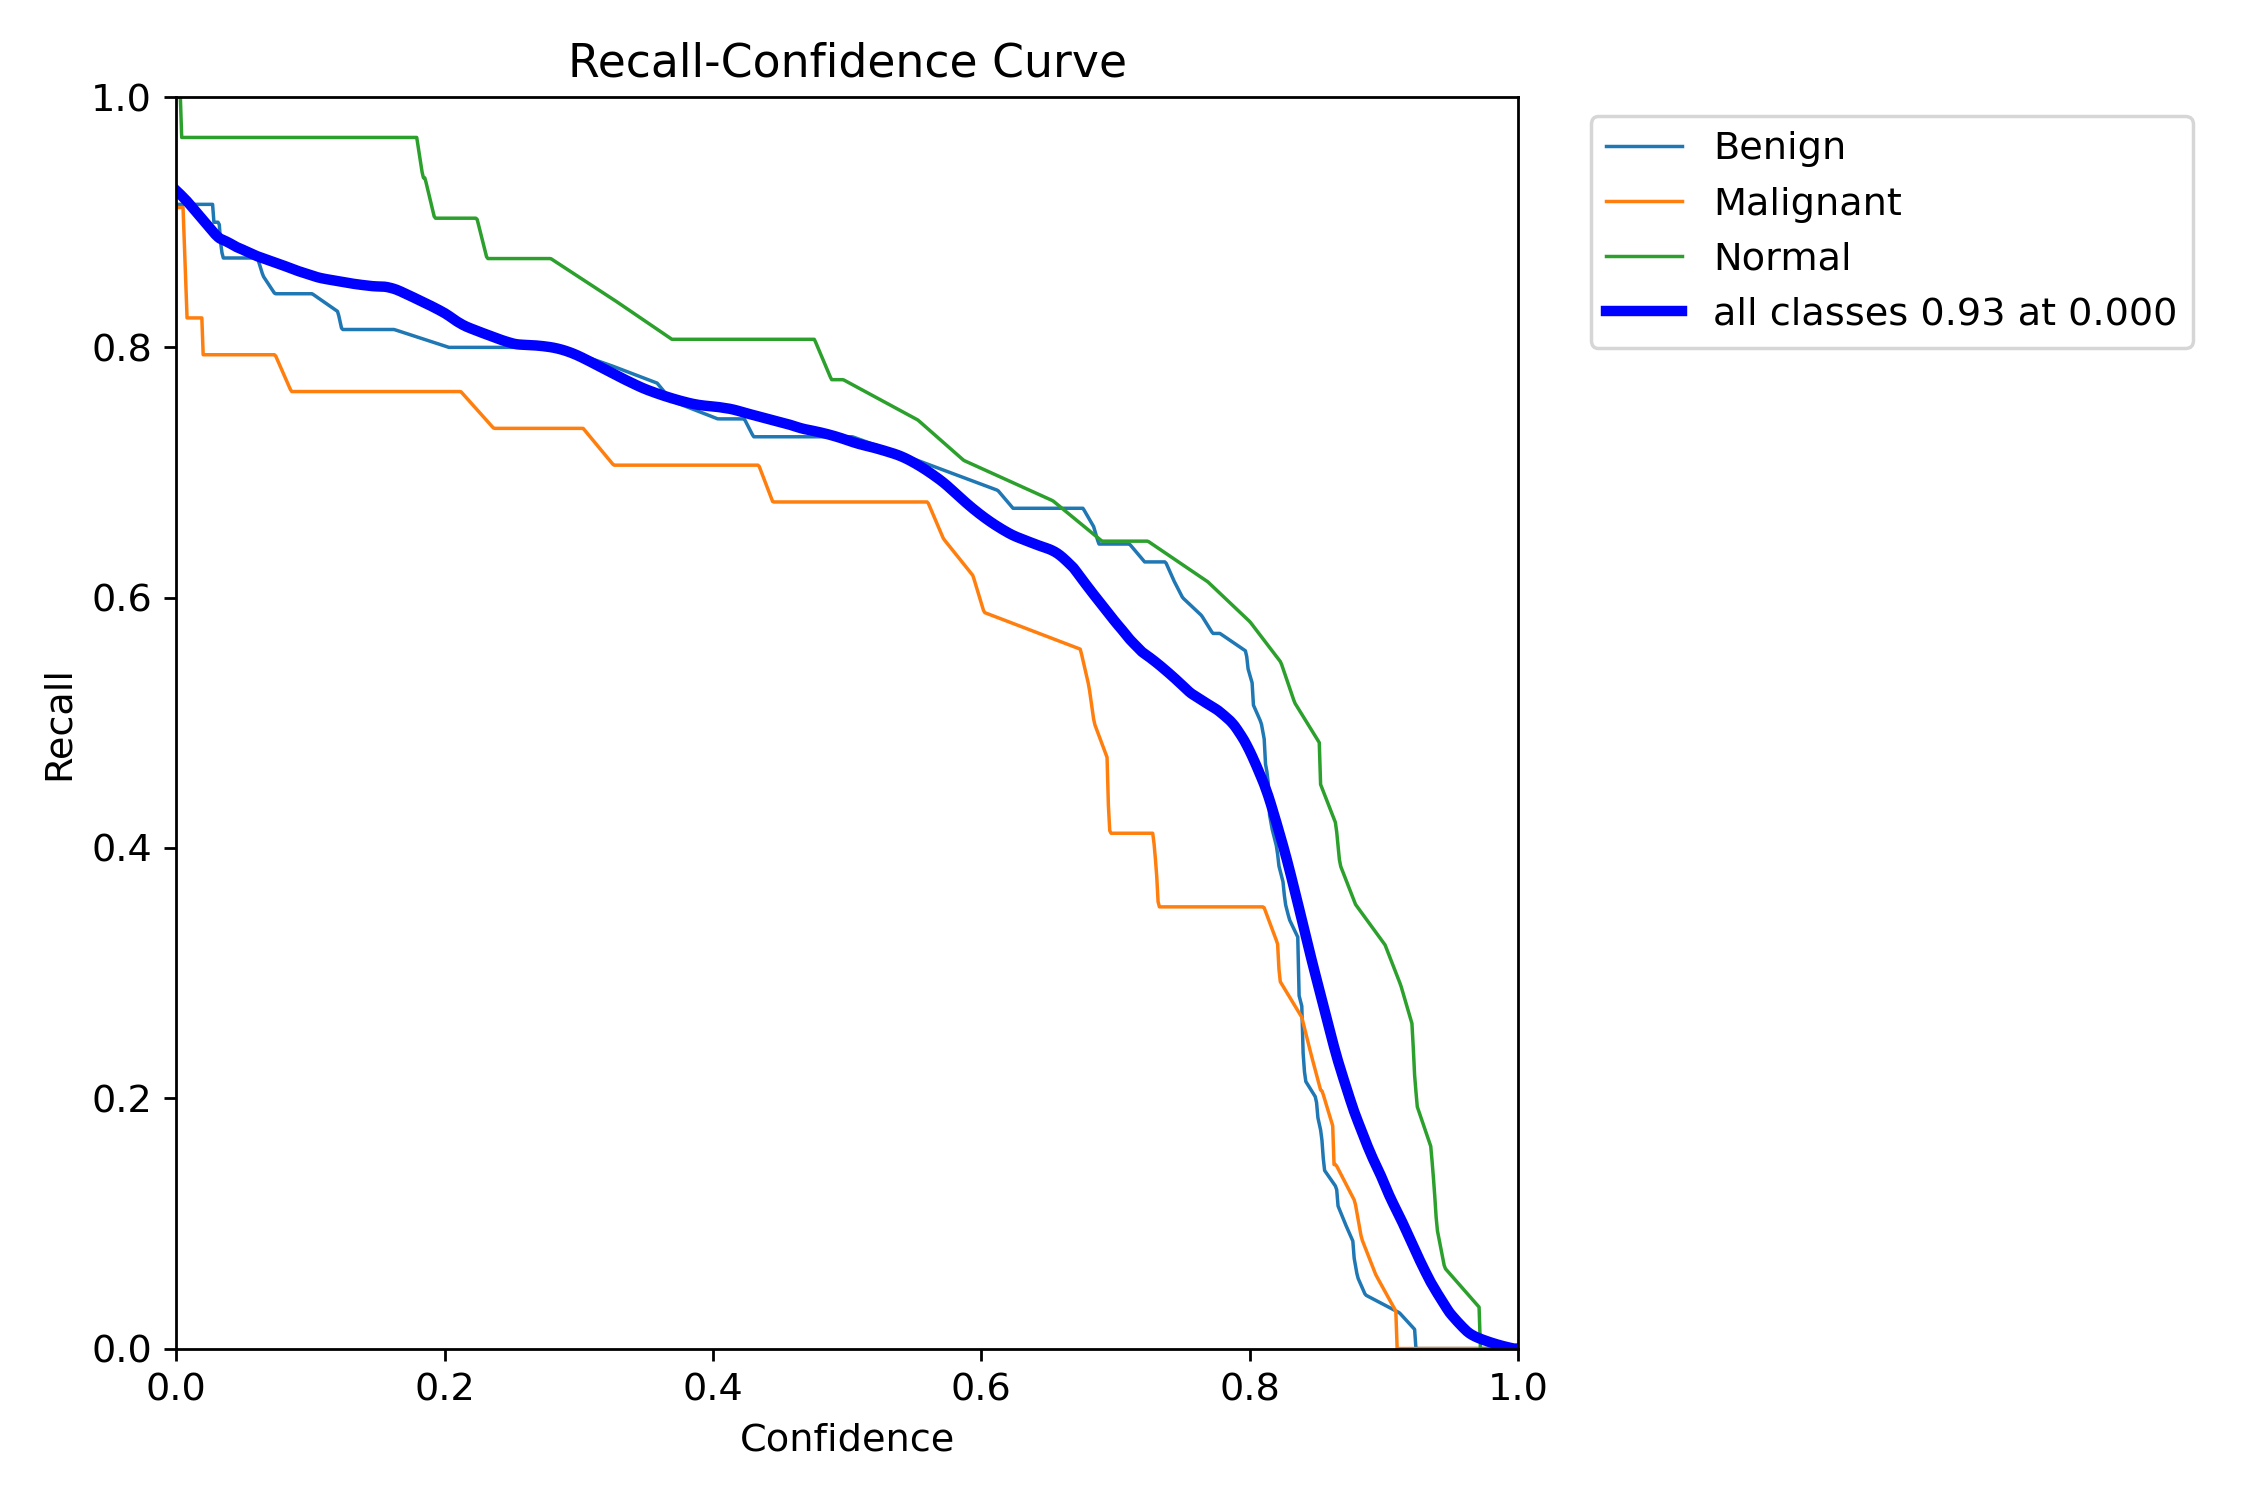 Recall-Confidence Curve
1.0
0.8
0.6
0.4
0.2
0.0
Recall
0.0 0.2 0.4 0.6 0.8 1.0
Confidence
Benign
Malignant
Normal
all classes 0.93 at 0.000